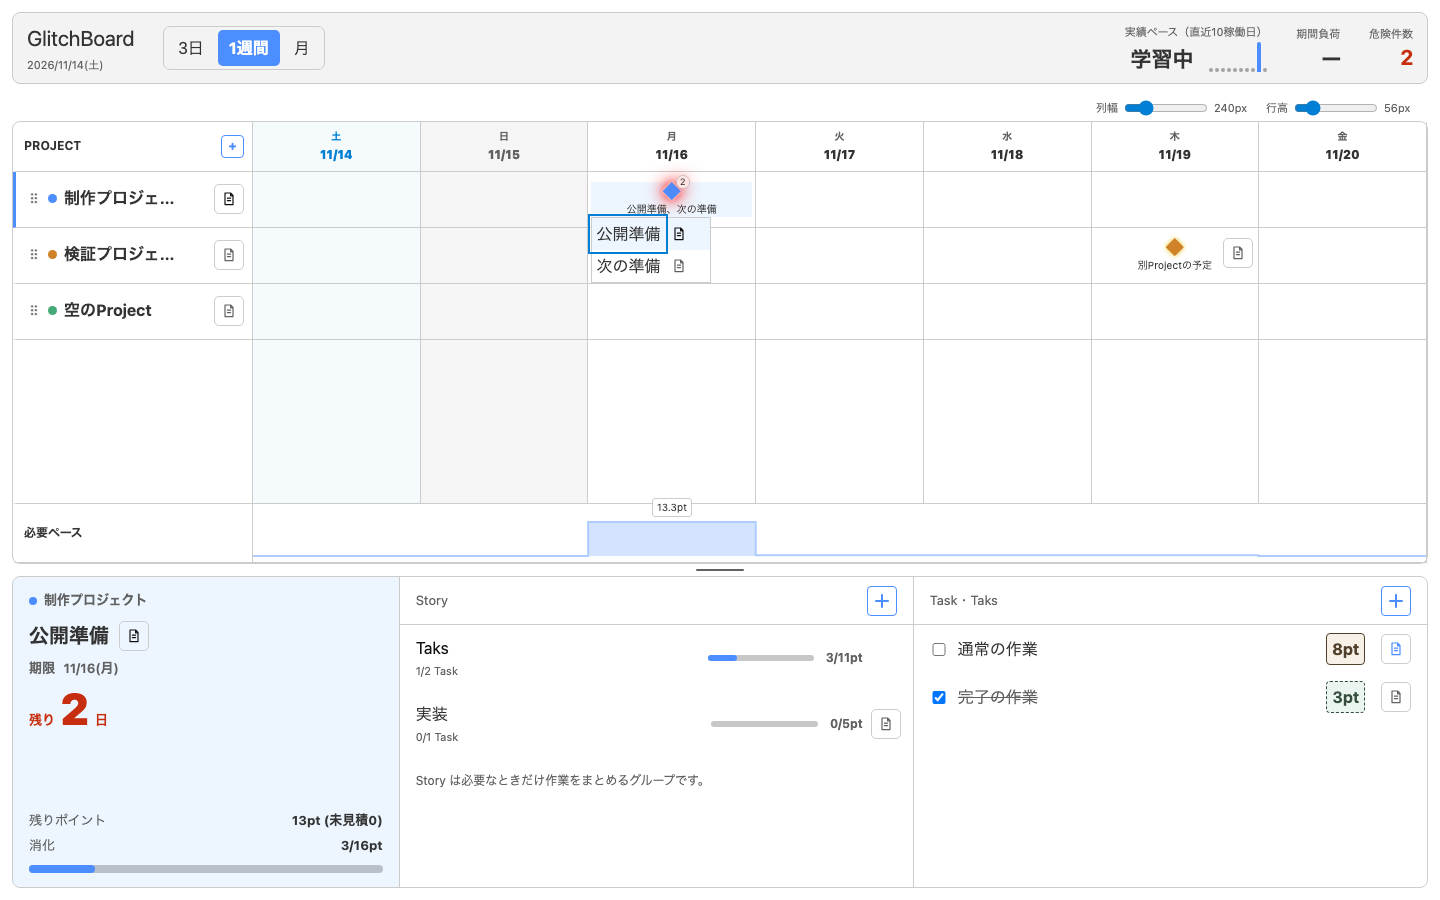 GlitchBoard
2026/11/14(土)
3日 1週間 月
実績ペース（直近10稼働日）
学習中
期間負荷
—
危険件数
2
列幅 240px 行高 56px
PROJECT +
土 11/14
日 11/15
月 11/16
火 11/17
水 11/18
木 11/19
金 11/20
制作プロジェ...
2
公開準備、次の準備
公開準備
次の準備
検証プロジェ...
別Projectの予定
空のProject
必要ペース
13.3pt
制作プロジェクト
公開準備
期限 11/16(月)
残り 2 日
残りポイント 13pt (未見積0)
消化 3/16pt
Story +
Taks
1/2 Task
3/11pt
実装
0/1 Task
0/5pt
Story は必要なときだけ作業をまとめるグループです。
Task・Taks +
通常の作業 8pt
完了の作業 3pt